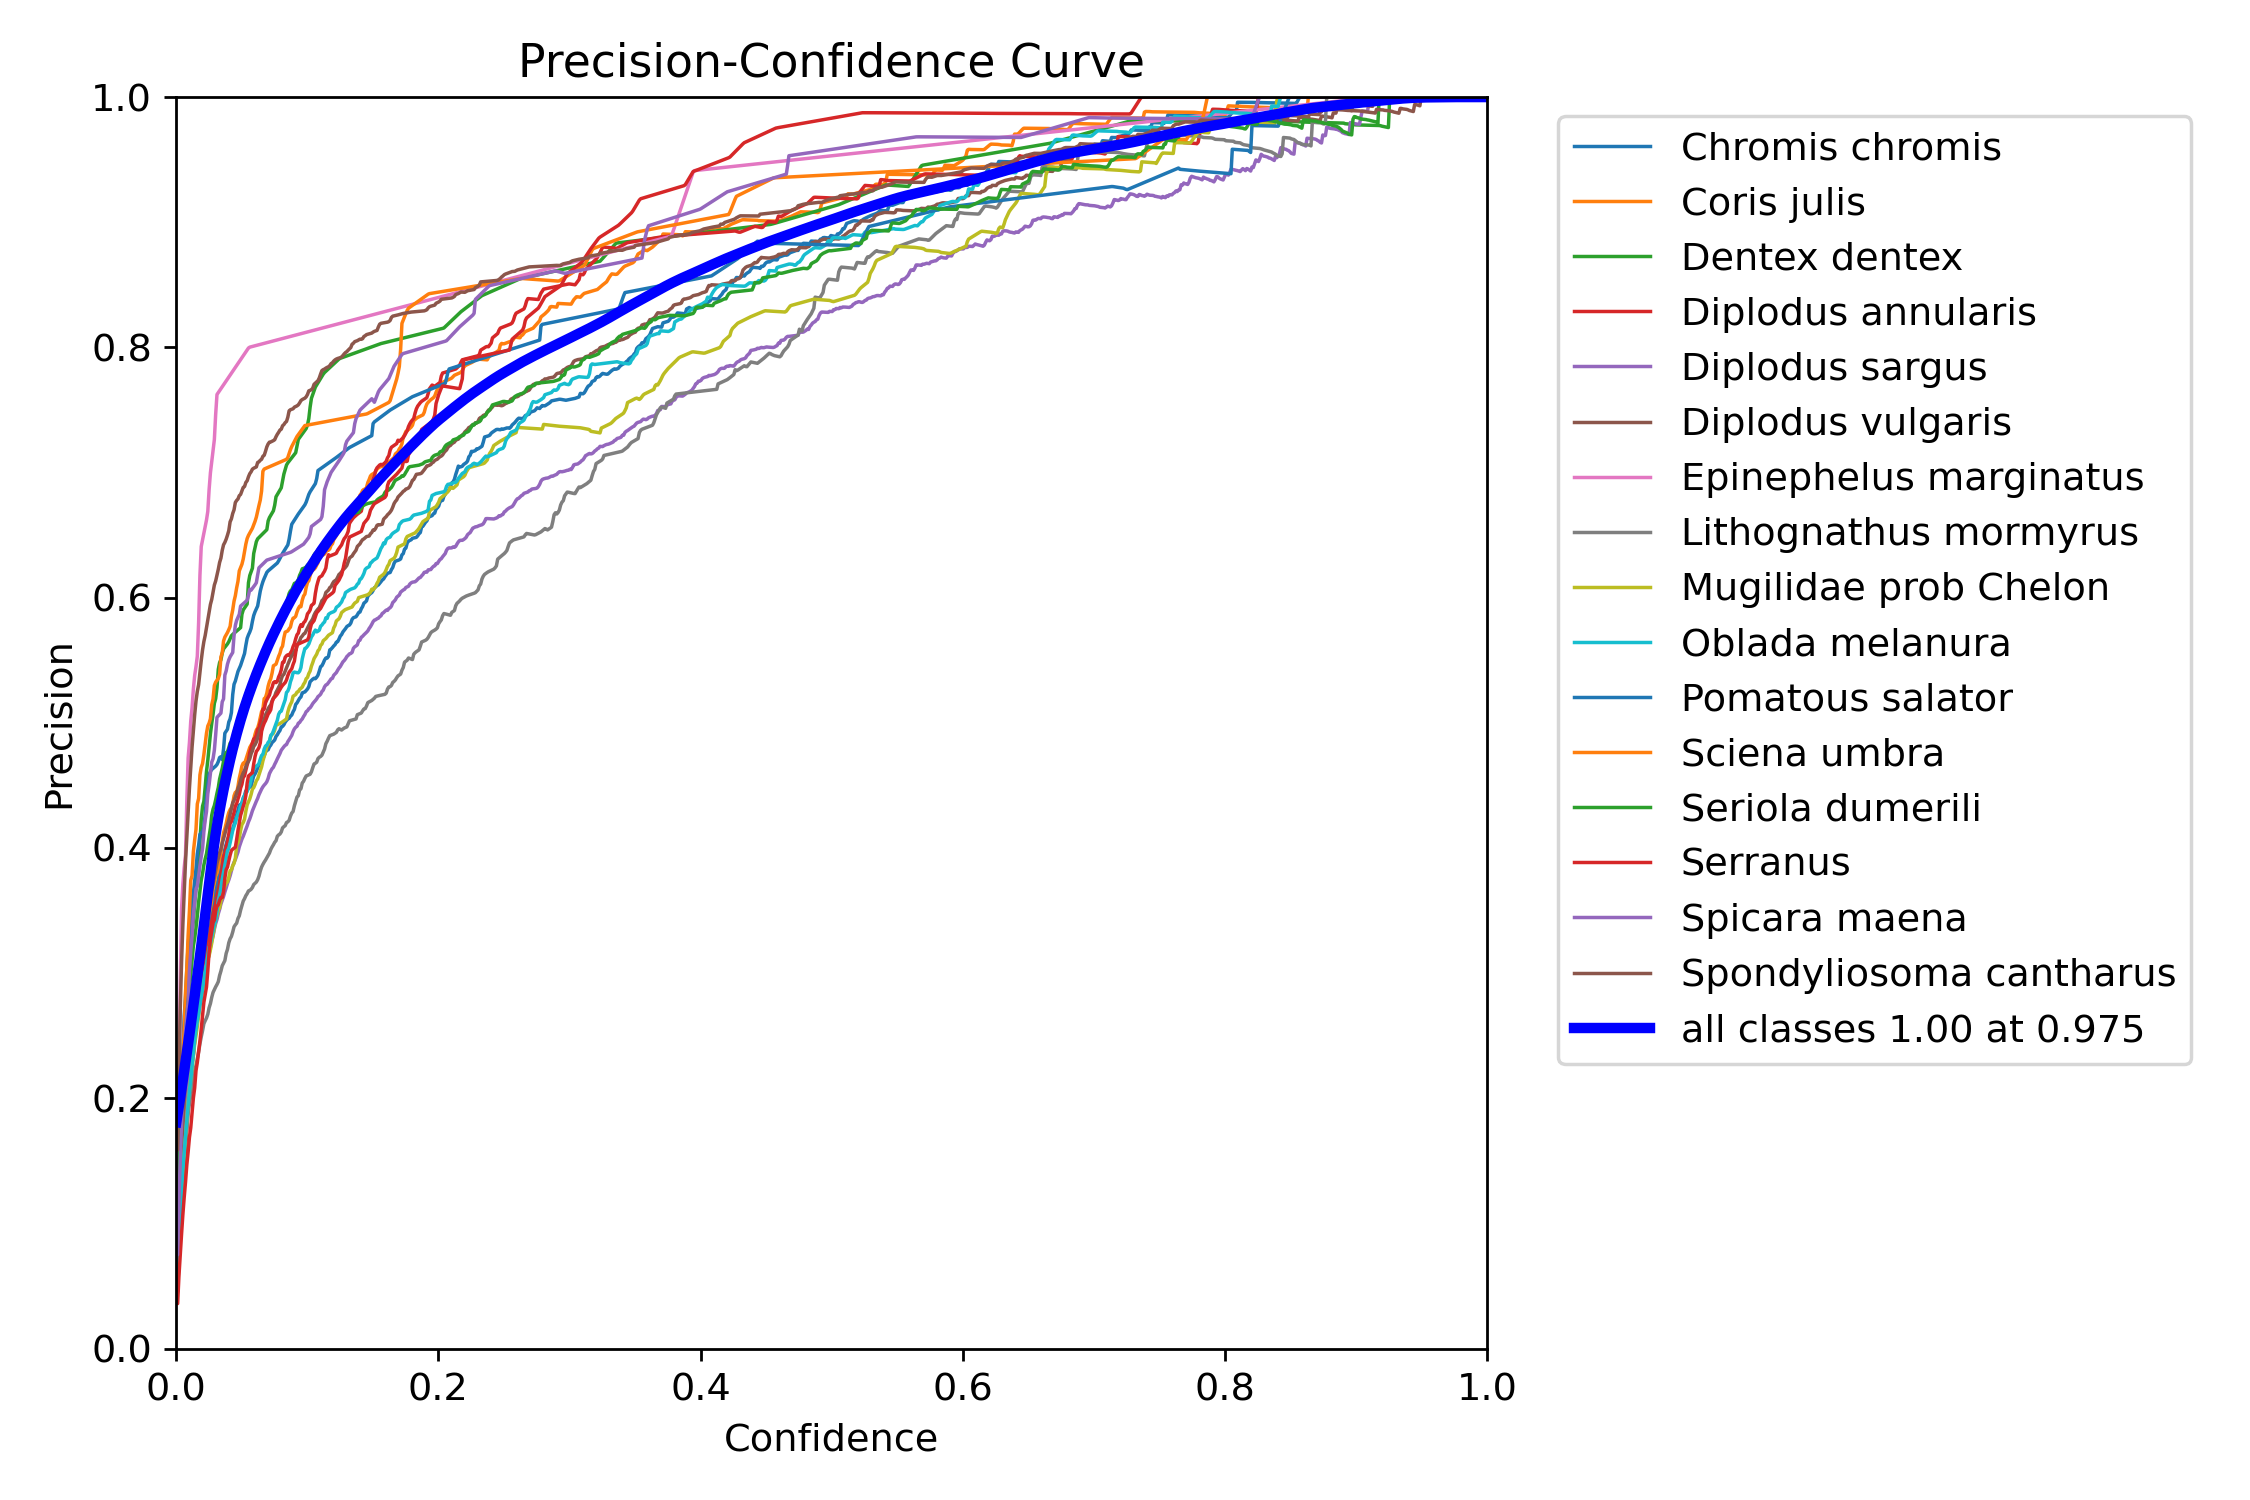 Precision-Confidence Curve
1.0
0.8
0.6
0.4
0.2
0.0
Precision
0.0 0.2 0.4 0.6 0.8 1.0
Confidence
Chromis chromis
Coris julis
Dentex dentex
Diplodus annularis
Diplodus sargus
Diplodus vulgaris
Epinephelus marginatus
Lithognathus mormyrus
Mugilidae prob Chelon
Oblada melanura
Pomatous salator
Sciena umbra
Seriola dumerili
Serranus
Spicara maena
Spondyliosoma cantharus
all classes 1.00 at 0.975